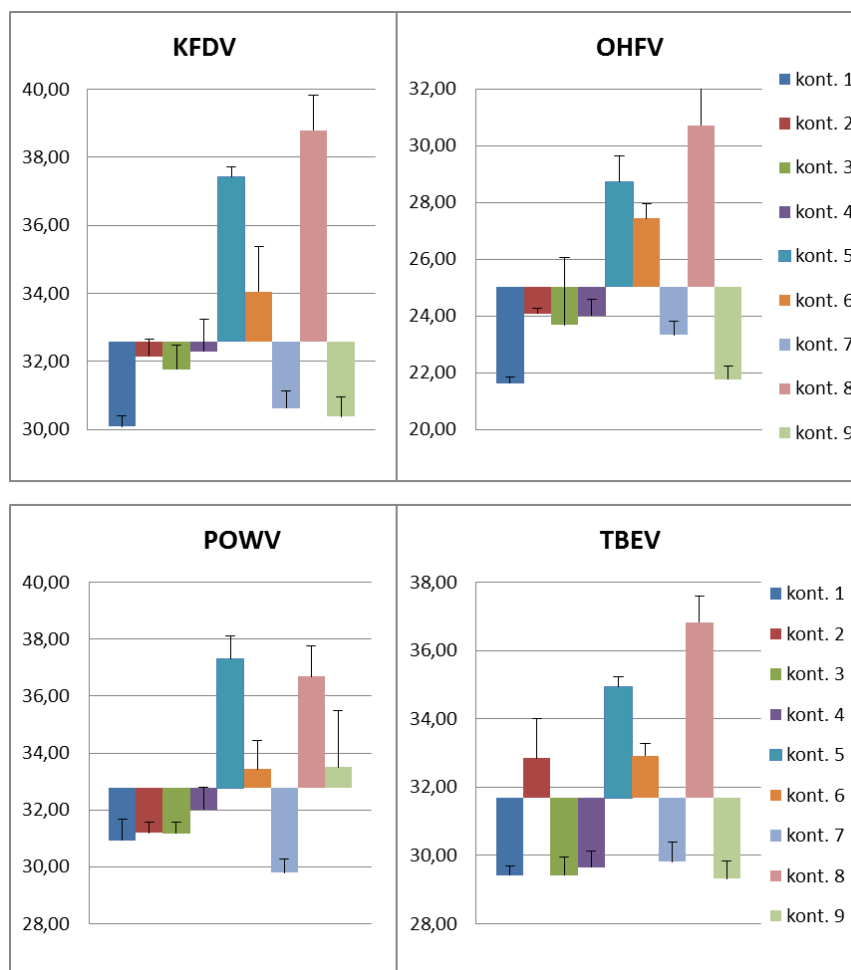 KFDV
40,00
38,00
36,00
34,00
32,00
30,00
OHFV
32,00
30,00
28,00
26,00
24,00
22,00
20,00
kont. 1
kont. 2
kont. 3
kont. 4
kont. 5
kont. 6
kont. 7
kont. 8
kont. 9
POWV
40,00
38,00
36,00
34,00
32,00
30,00
28,00
TBEV
38,00
36,00
34,00
32,00
30,00
28,00
kont. 1
kont. 2
kont. 3
kont. 4
kont. 5
kont. 6
kont. 7
kont. 8
kont. 9